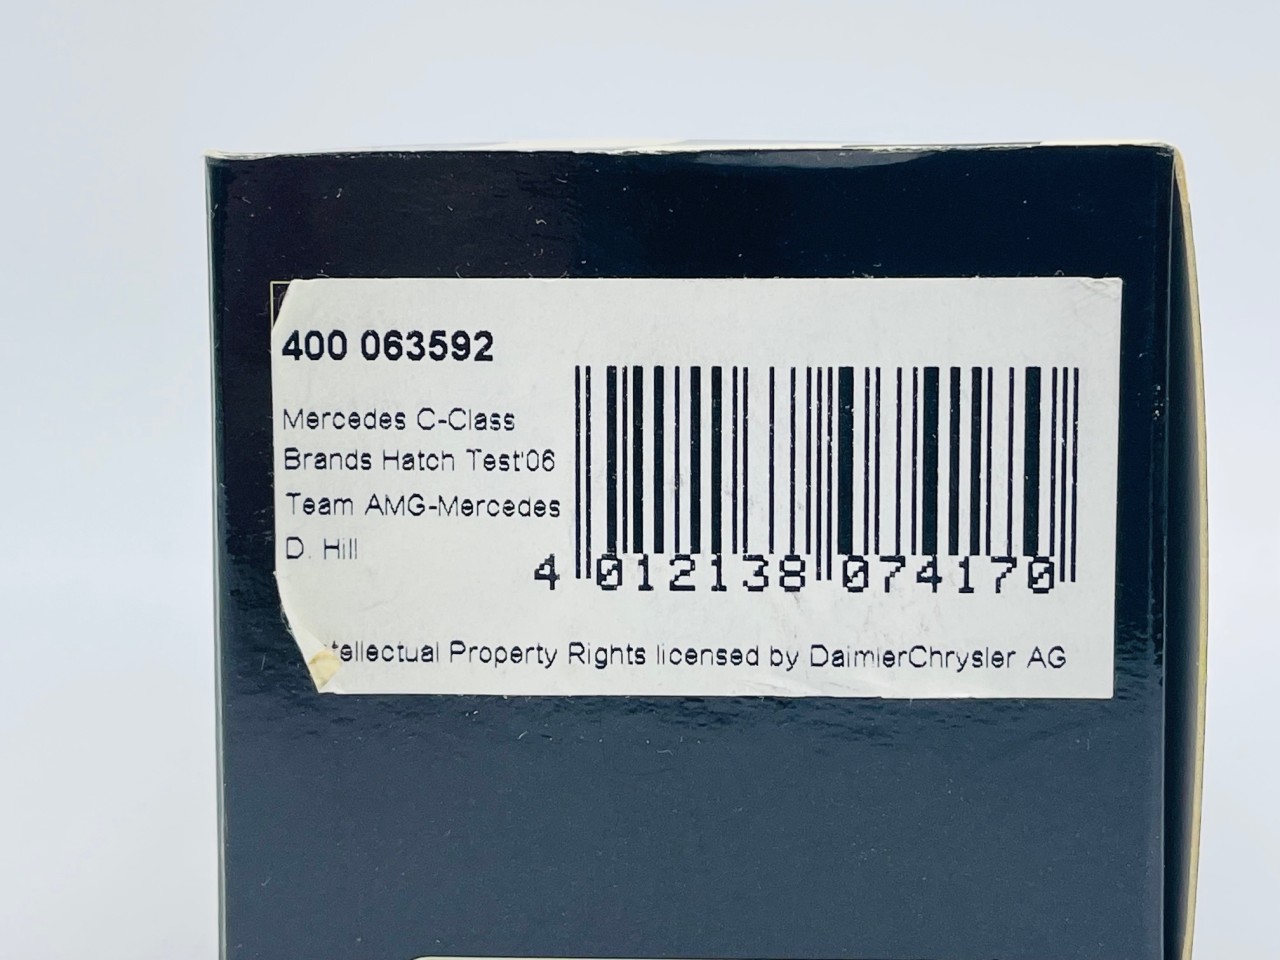 400 063592
Mercedes C-Class
Brands Hatch Test'06
Team AMG-Mercedes
D. Hill
4 012138 074170
Property Rights licensed by DaimlerChrysler AG